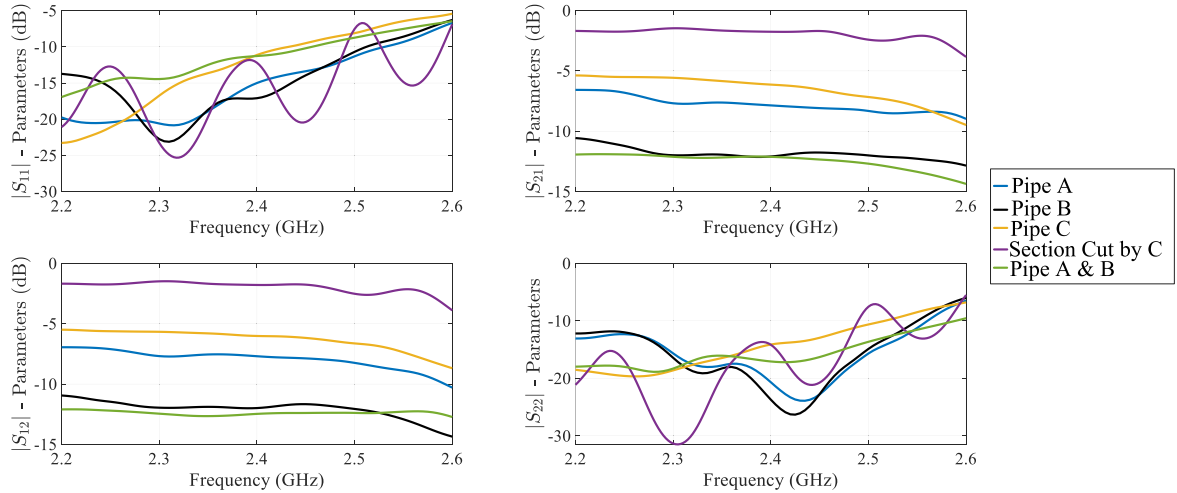 |S11| - Parameters (dB)
-5
-10
-15
-20
-25
-30
2.2
2.3
2.4
2.5
2.6
Frequency (GHz)
|S21| - Parameters (dB)
0
-5
-10
-15
2.2
2.3
2.4
2.5
2.6
Frequency (GHz)
|S12| - Parameters (dB)
0
-5
-10
-15
2.2
2.3
2.4
2.5
2.6
Frequency (GHz)
|S22| - Parameters
0
-10
-20
-30
2.2
2.3
2.4
2.5
2.6
Frequency (GHz)
Pipe A
Pipe B
Pipe C
Section Cut by C
Pipe A & B